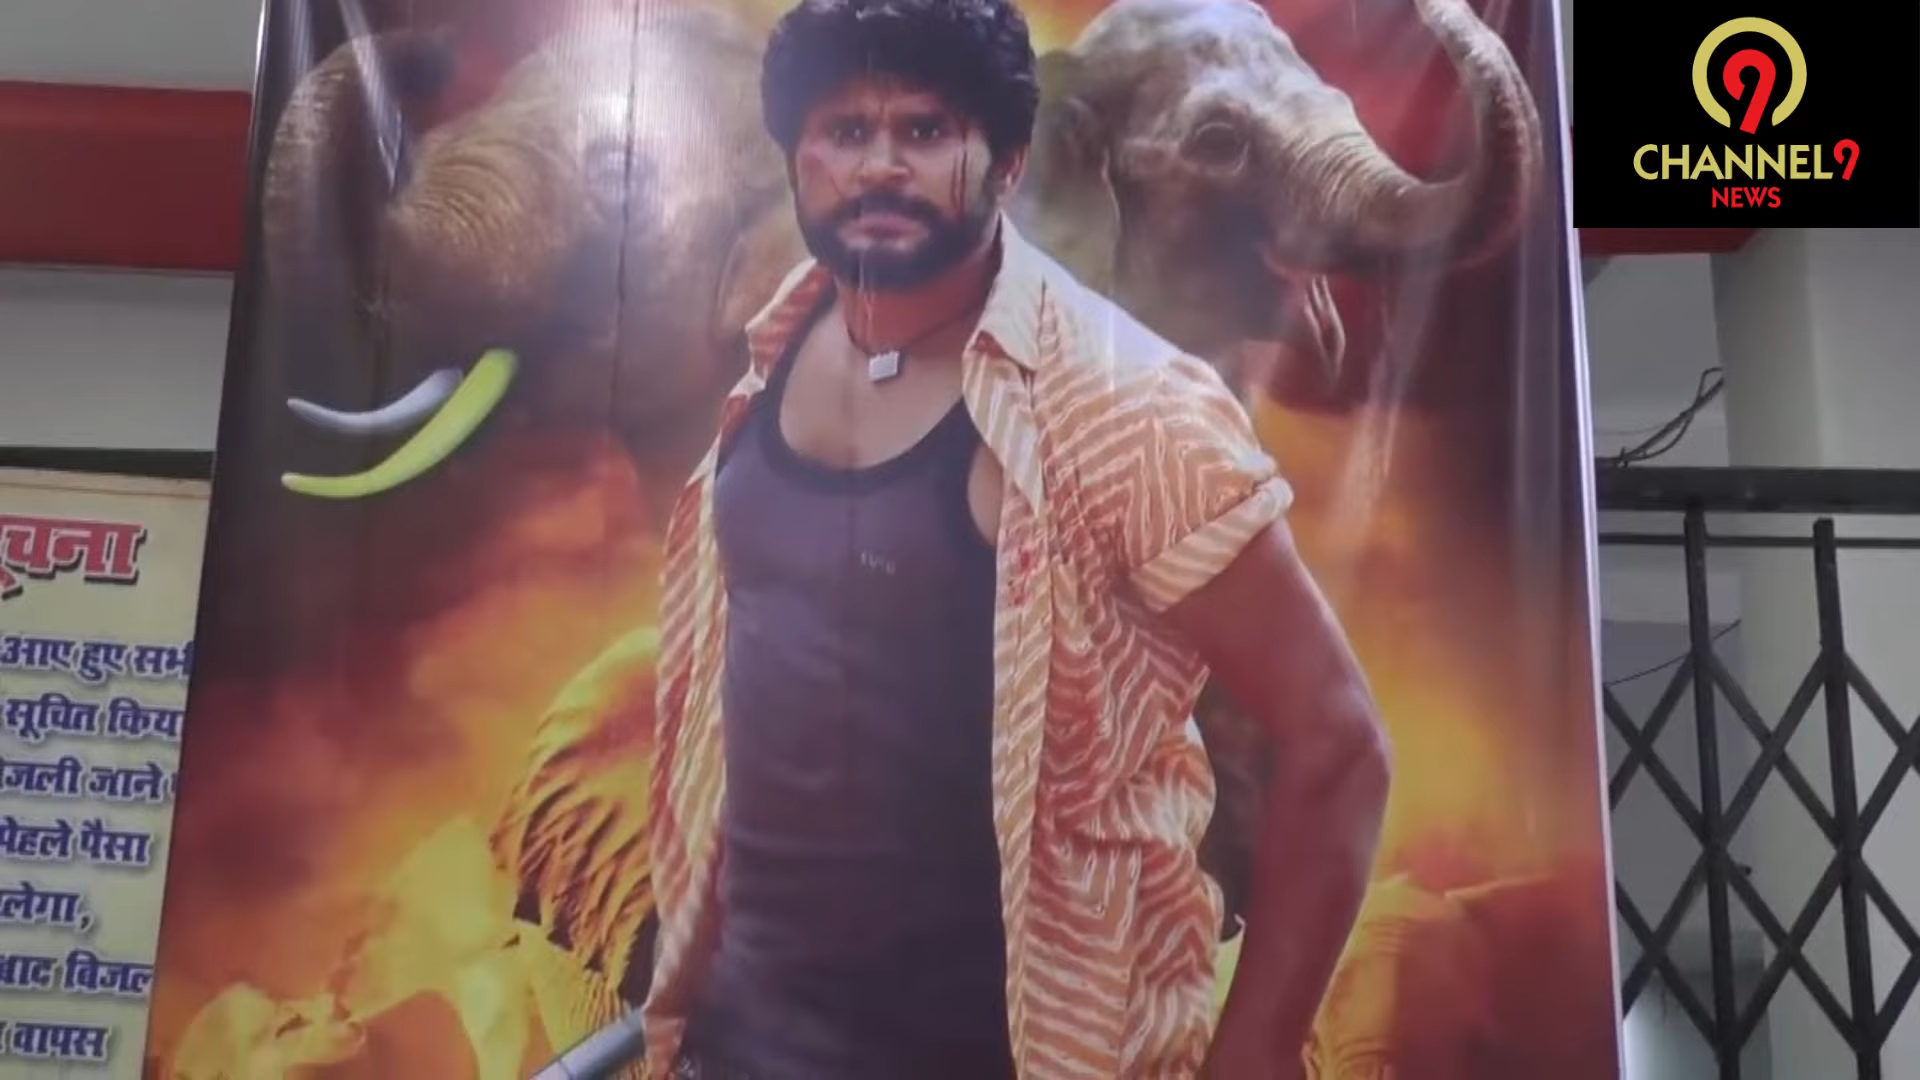 CHANNEL9
NEWS
चना
आए हुए सभी
सूचित किया
जली जाने
पेहले पैसा
लेगा,
बाद बिजल
वापस